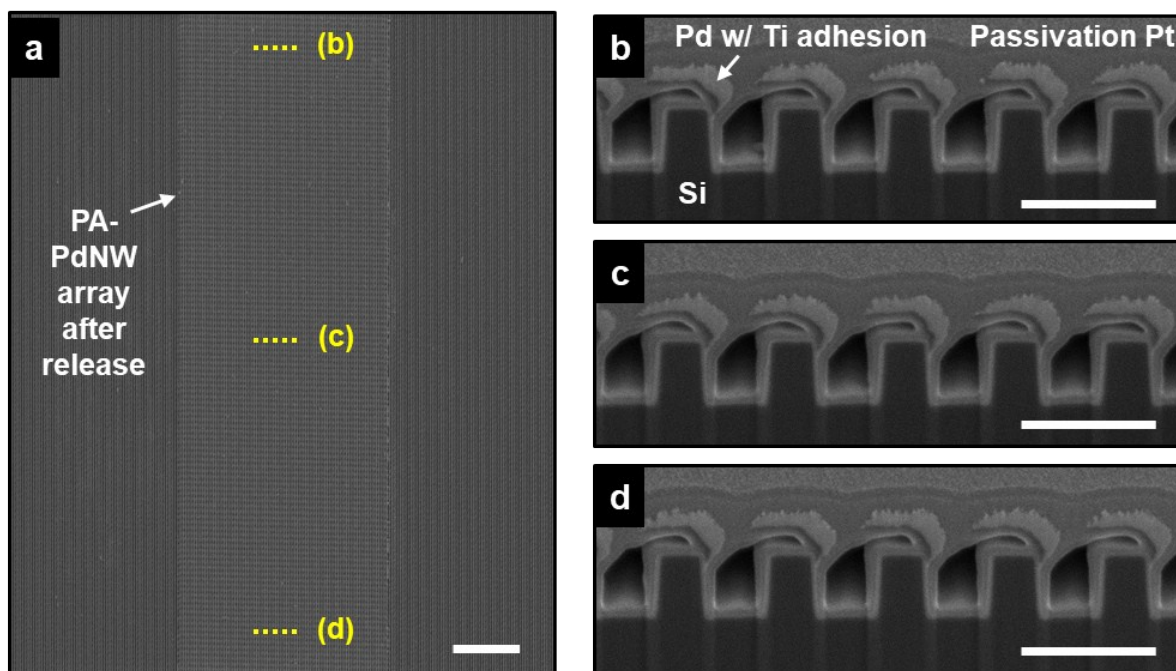 a
(b)
PA-
PdNW
array
after
release
(c)
(d)
b
Pd w/ Ti adhesion
Passivation Pt
Si
c
d